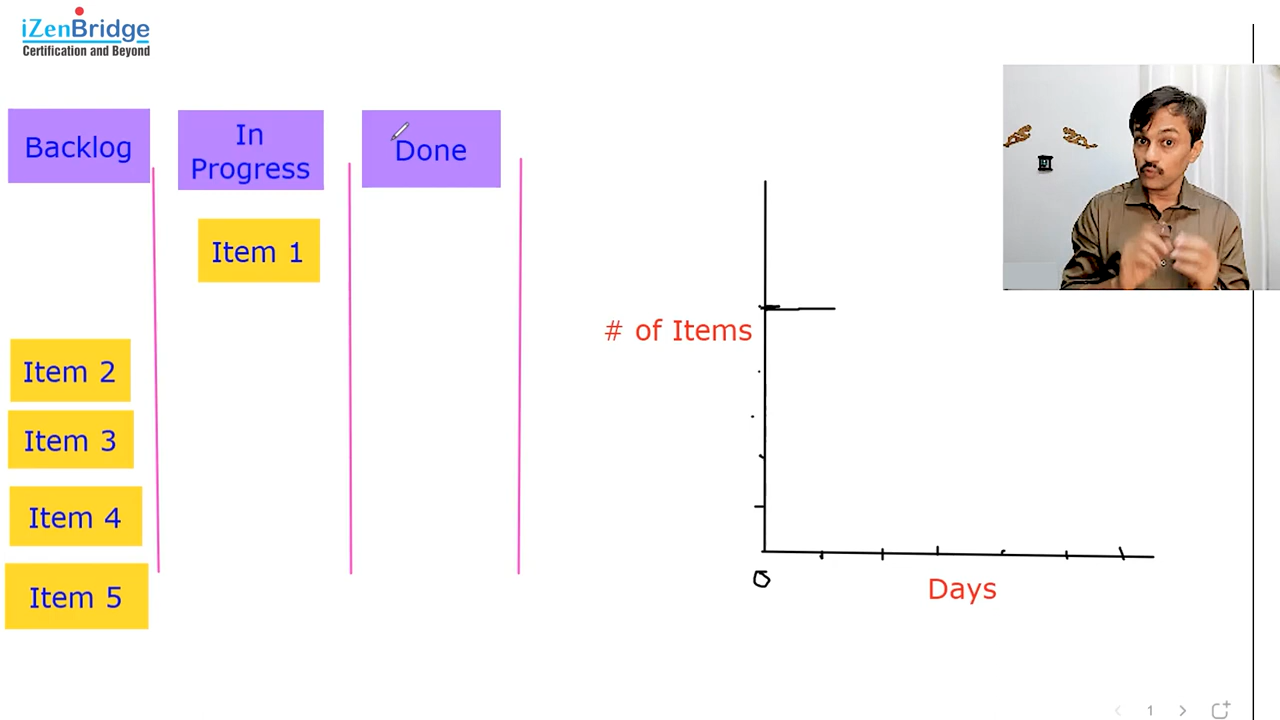 iZenBridge
Certification and Beyond
Backlog
In
Progress
Done
Item 1
# of Items
Item 2
Item 3
Item 4
Item 5
0
Days
1